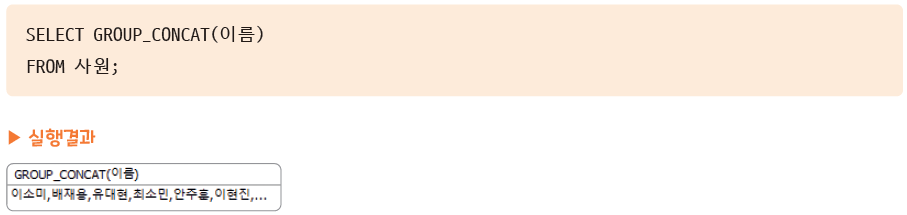 SELECT GROUP_CONCAT(이름)
FROM 사원;
▶ 실행결과
GROUP_CONCAT(이름)
이소미,배재용,유대현,최소민,안주훈,이현진,...